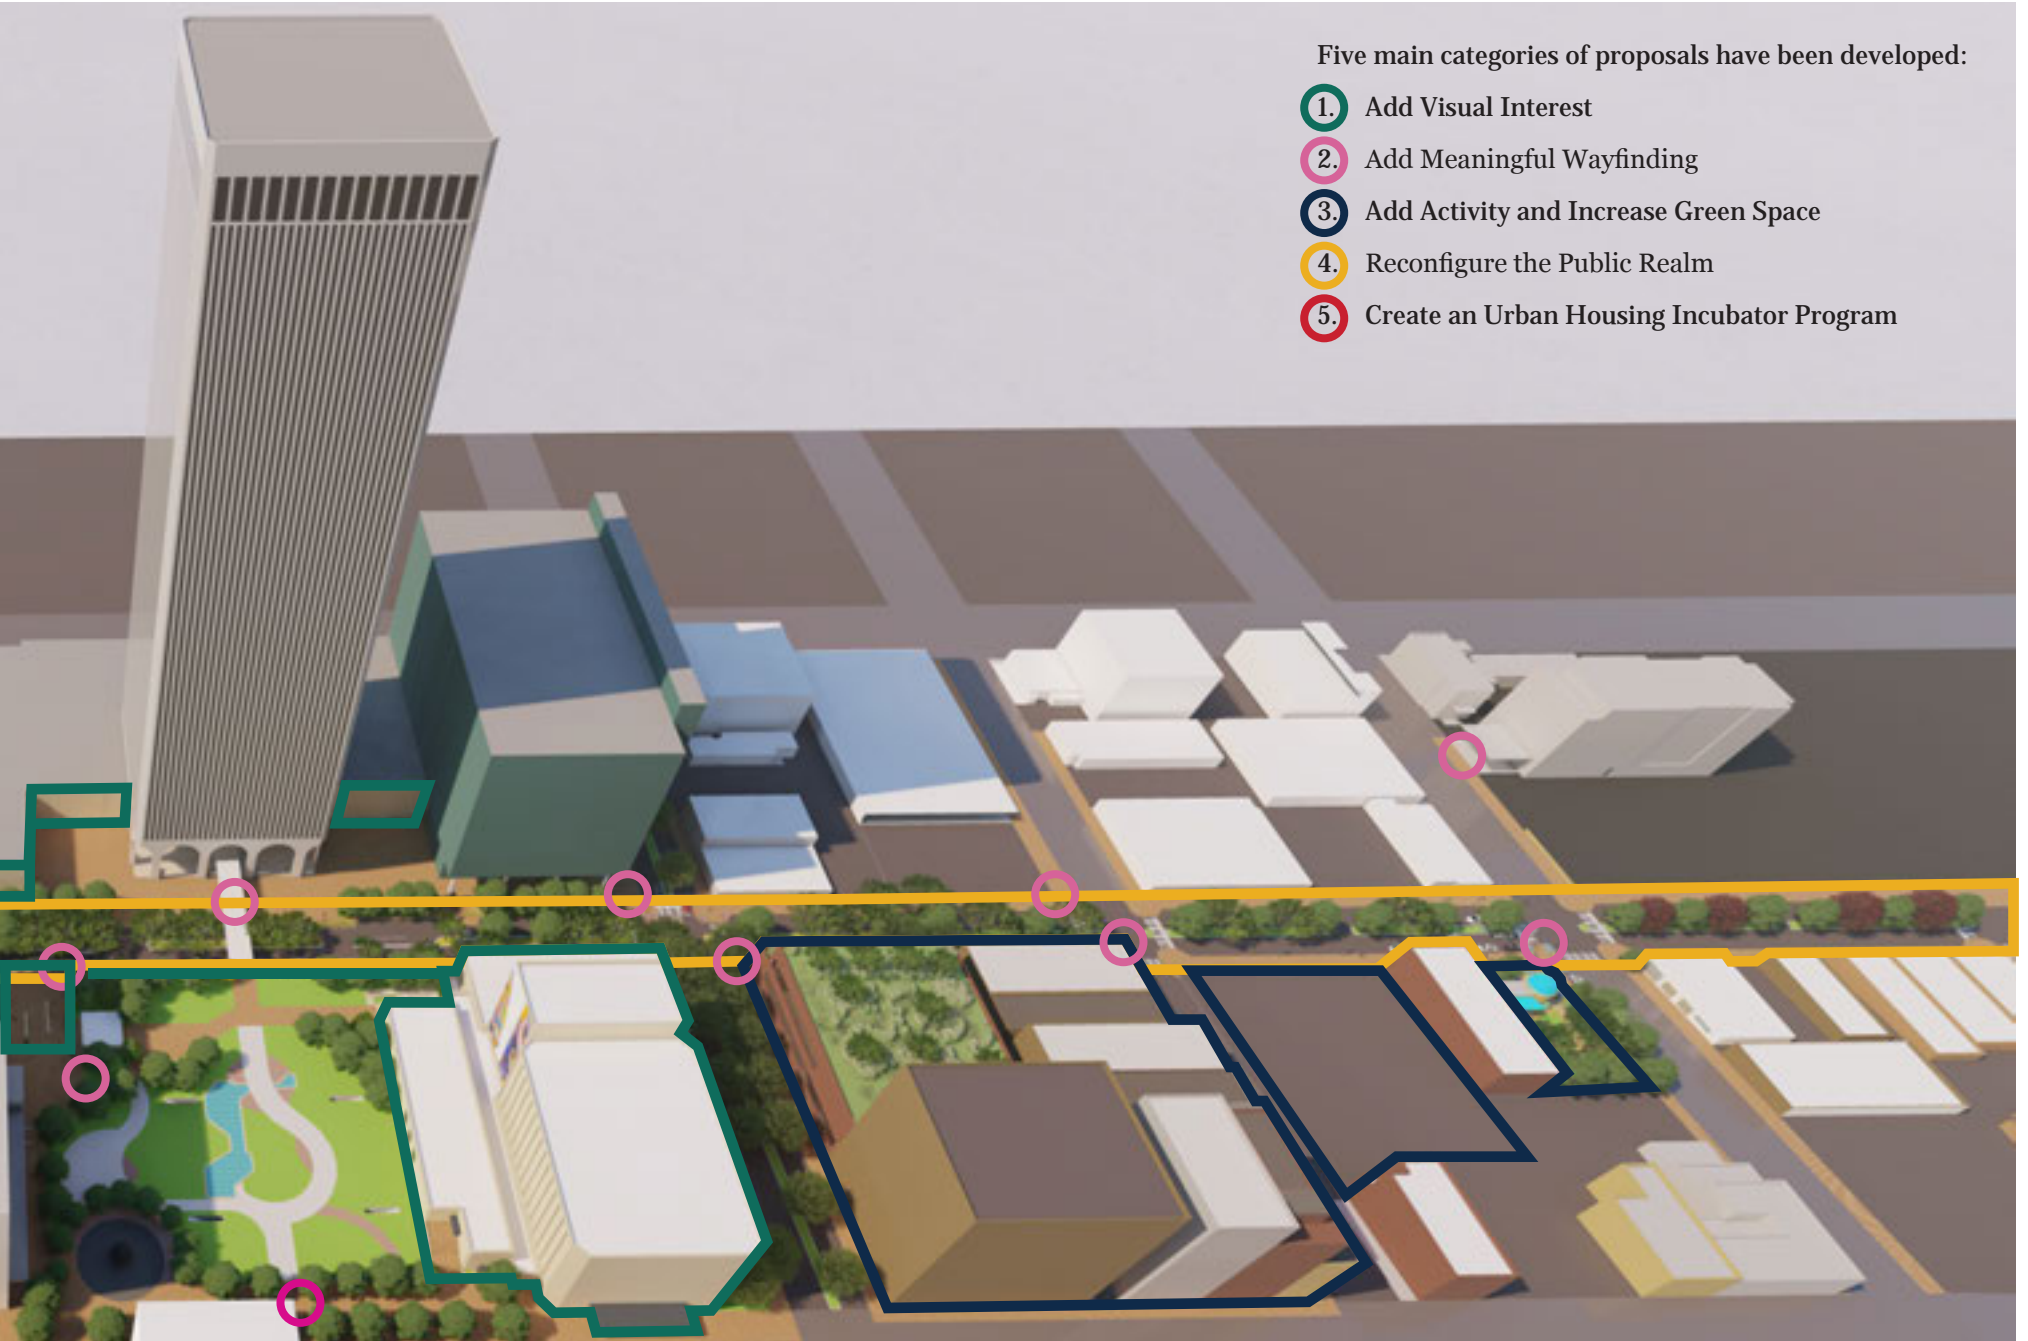 Five main categories of proposals have been developed:
1. Add Visual Interest
2. Add Meaningful Wayfinding
3. Add Activity and Increase Green Space
4. Reconfigure the Public Realm
5. Create an Urban Housing Incubator Program